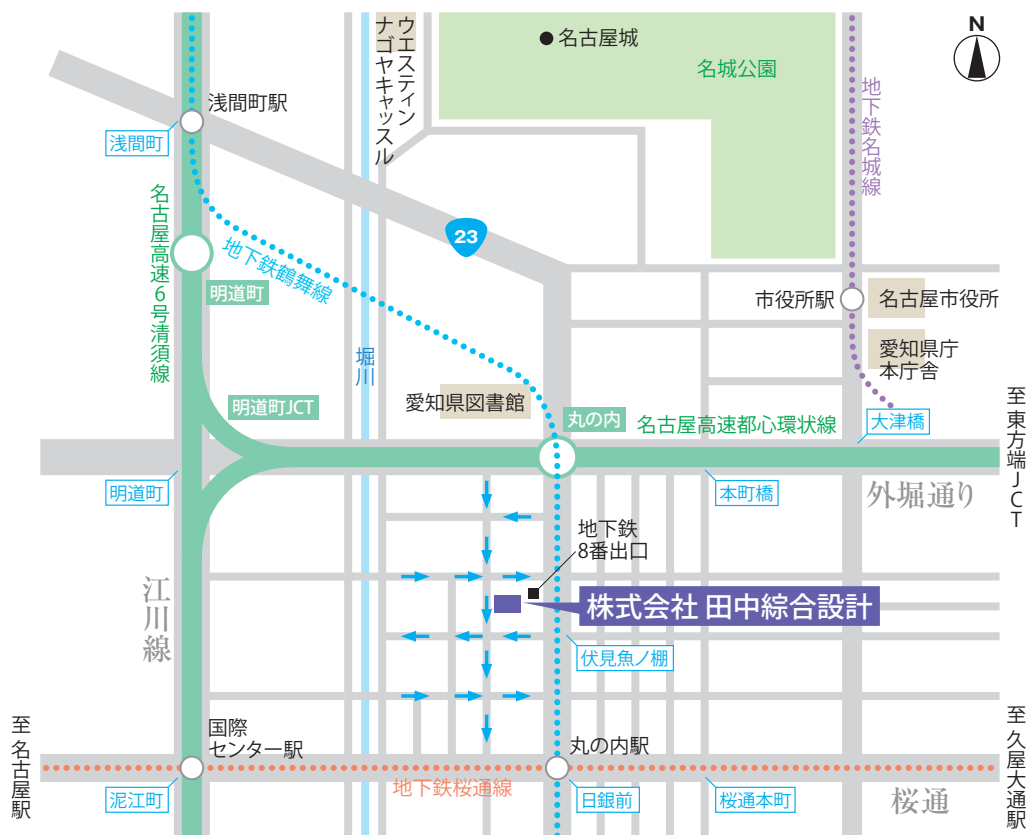 N
ウエスティン
ナゴヤキャッスル
名古屋城
名城公園
地下鉄名城線
浅間町駅
浅間町
名古屋高速6号清須線
地下鉄鶴舞線
23
明道町
堀川
市役所駅
名古屋市役所
愛知県庁
本庁舎
愛知県図書館
明道町JCT
丸の内
名古屋高速都心環状線
大津橋
至 東方端JCT
明道町
本町橋
外堀通り
地下鉄
8番出口
江川線
株式会社 田中綜合設計
伏見魚ノ棚
至 名古屋駅
国際
センター駅
丸の内駅
至 久屋大通駅
地下鉄桜通線
泥江町
日銀前
桜通本町
桜通